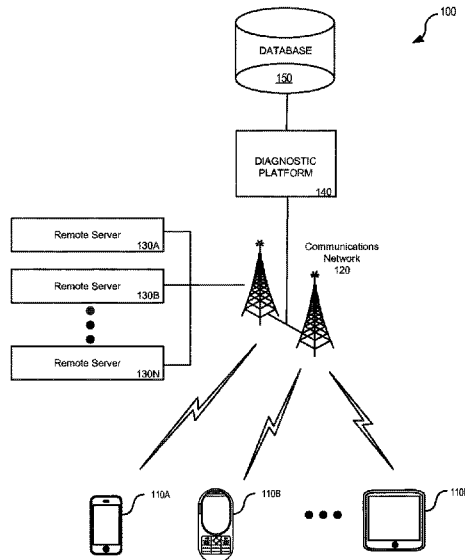 100
DATABASE
150
DIAGNOSTIC
PLATFORM
140
Remote Server
130A
Communications
Network
120
Remote Server
130B
Remote Server
130N
110A
110B